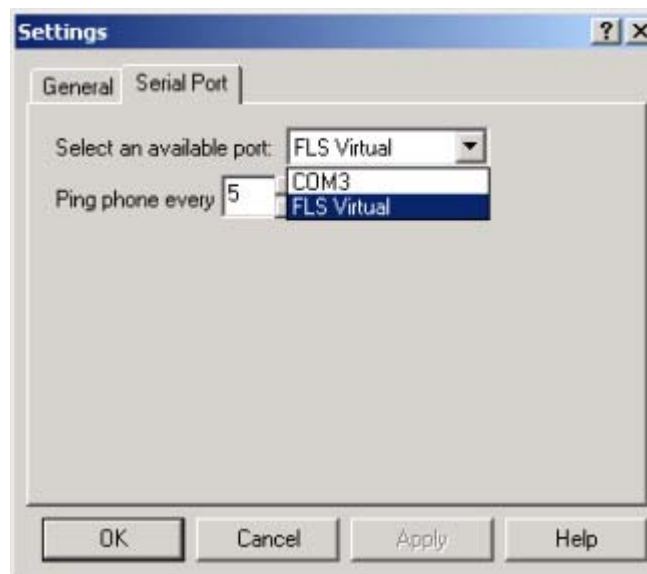 Settings
General Serial Port
Select an available port: FLS Virtual
COM3
Ping phone every 5
FLS Virtual
OK Cancel Apply Help